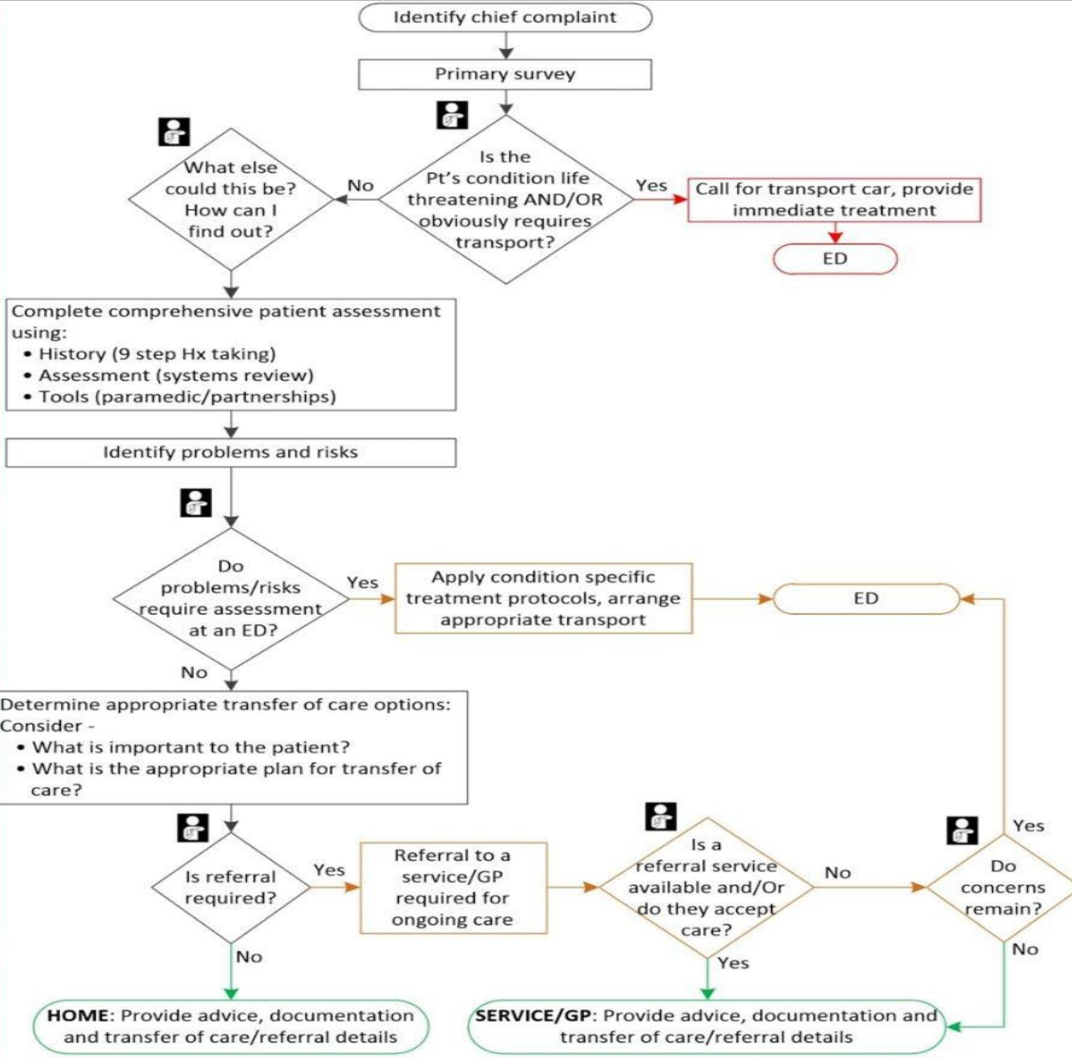 Identify chief complaint
Primary survey
Is the
Pt's condition life
threatening AND/OR
obviously requires
transport?
Yes
Call for transport car, provide
immediate treatment
ED
No
What else
could this be?
How can I
find out?
Complete comprehensive patient assessment
using:
• History (9 step Hx taking)
• Assessment (systems review)
• Tools (paramedic/partnerships)
Identify problems and risks
Do
problems/risks
require assessment
at an ED?
Yes
Apply condition specific
treatment protocols, arrange
appropriate transport
ED
No
Determine appropriate transfer of care options:
Consider -
• What is important to the patient?
• What is the appropriate plan for transfer of
care?
Is referral
required?
Yes
Referral to a
service/GP
required for
ongoing care
Is a
referral service
available and/Or
do they accept
care?
No
Do
concerns
remain?
Yes
No
No
Yes
HOME: Provide advice, documentation
and transfer of care/referral details
SERVICE/GP: Provide advice, documentation and
transfer of care/referral details